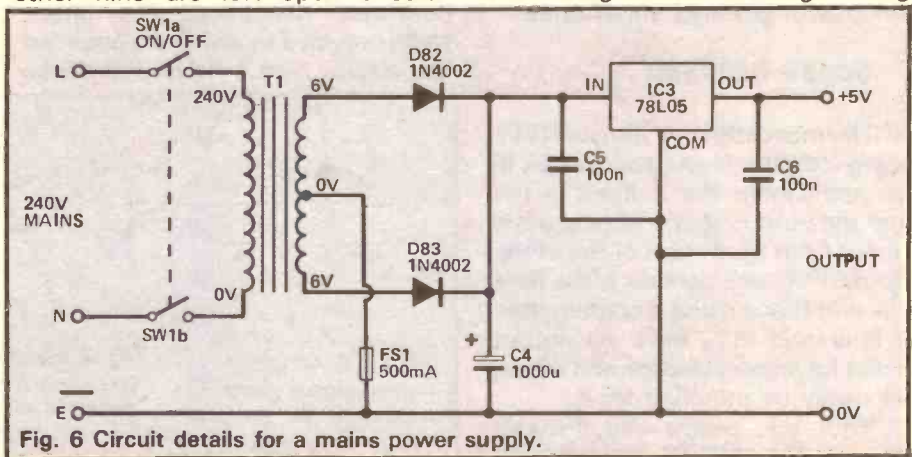 SW1a
ON/OFF
L
240V
T1
6V
D82
1N4002
IN
IC3
78L05
OUT
+5V
COM
C5
100n
C6
100n
240V
MAINS
0V
OUTPUT
D83
1N4002
6V
0V
N
SW1b
FS1
500mA
+
C4
1000u
E
0V
Fig. 6 Circuit details for a mains power supply.